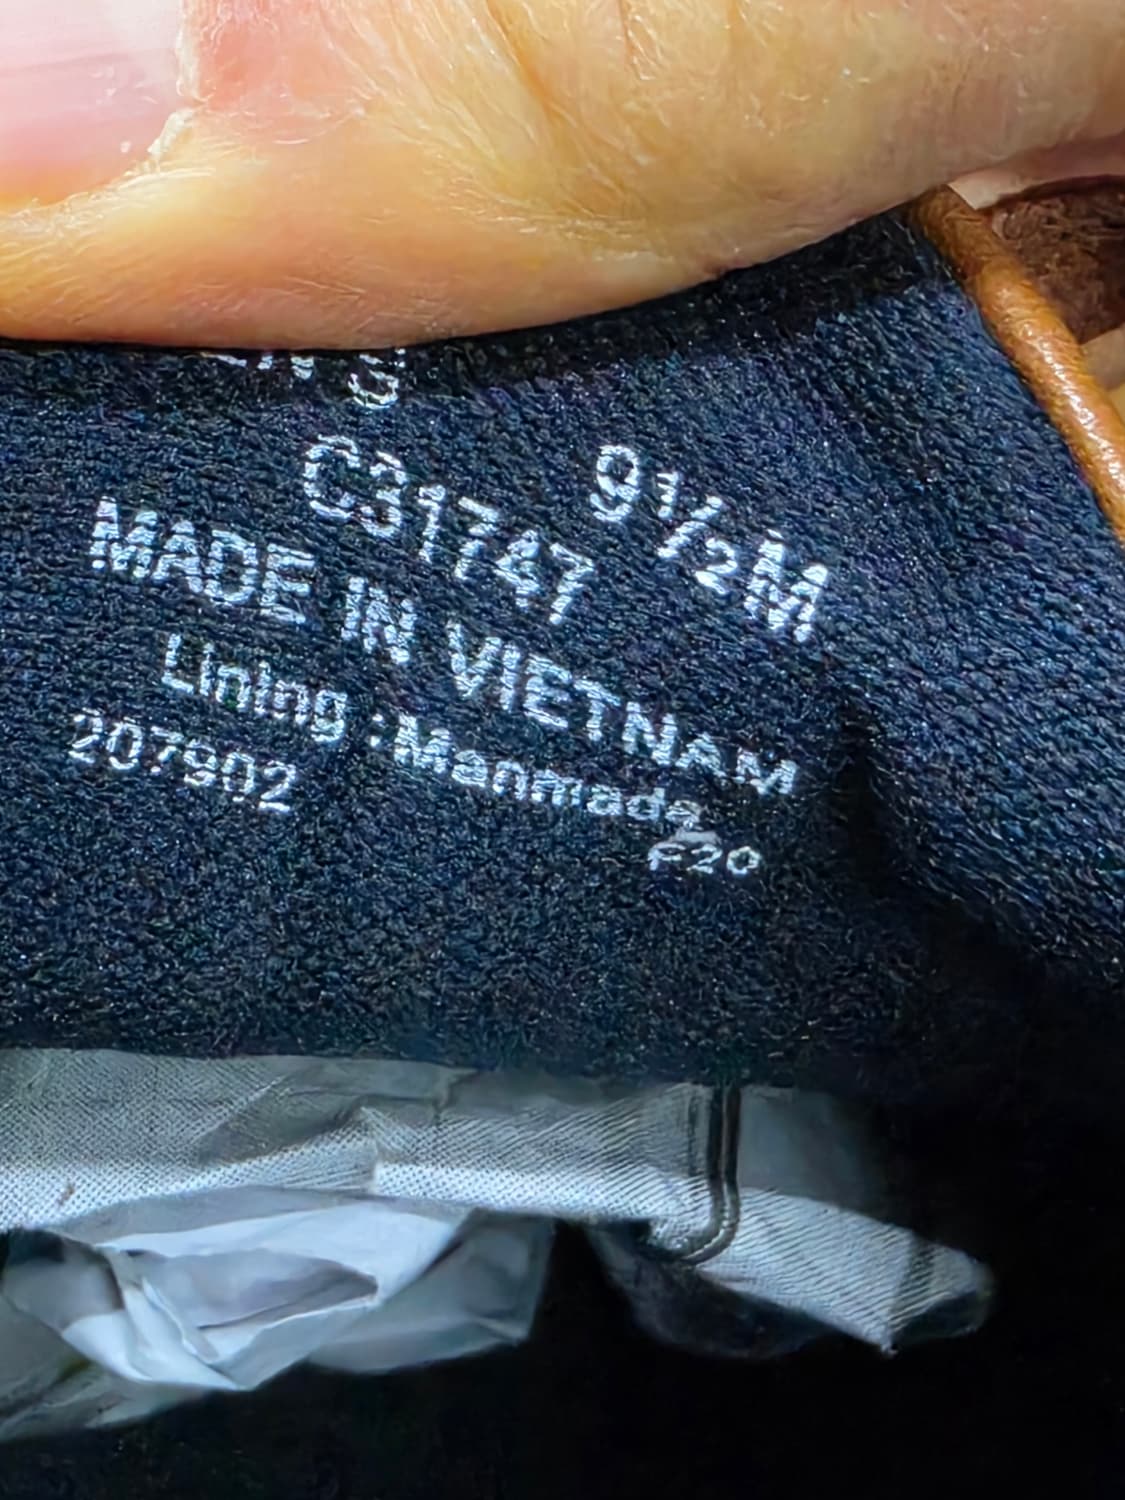 C31747 9½M
MADE IN VIETNAM
Lining :Manmade
207902 F20